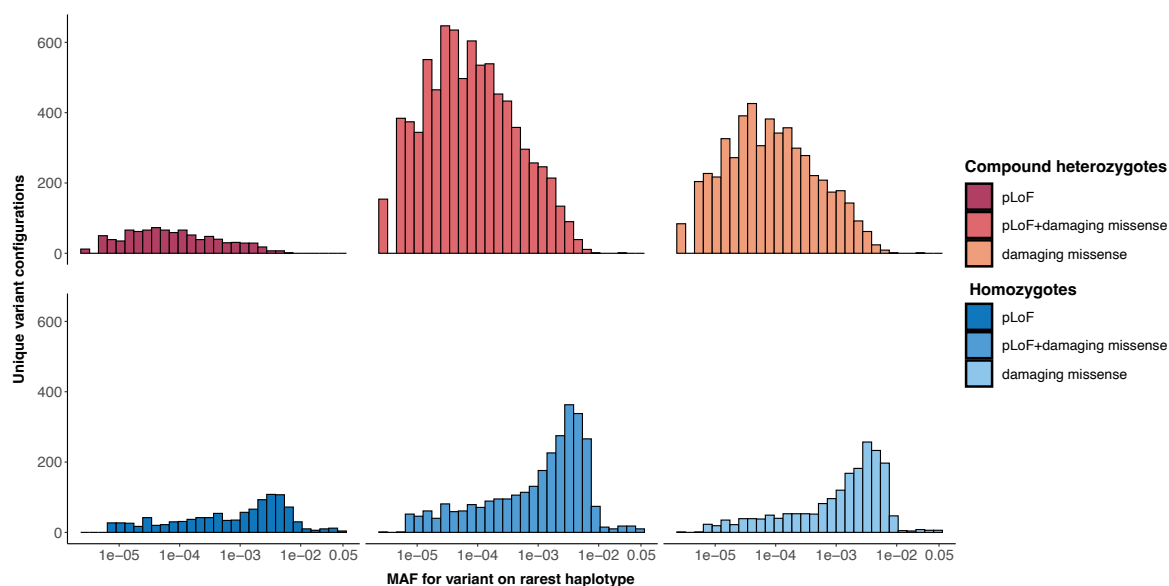 600
400
200
0
Compound heterozygotes
pLoF
pLoF+damaging missense
damaging missense
Homozygotes
pLoF
pLoF+damaging missense
damaging missense
Unique variant configurations
600
400
200
0
1e−05 1e−04 1e−03 1e−02 0.05 1e−05 1e−04 1e−03 1e−02 0.05 1e−05 1e−04 1e−03 1e−02 0.05
MAF for variant on rarest haplotype